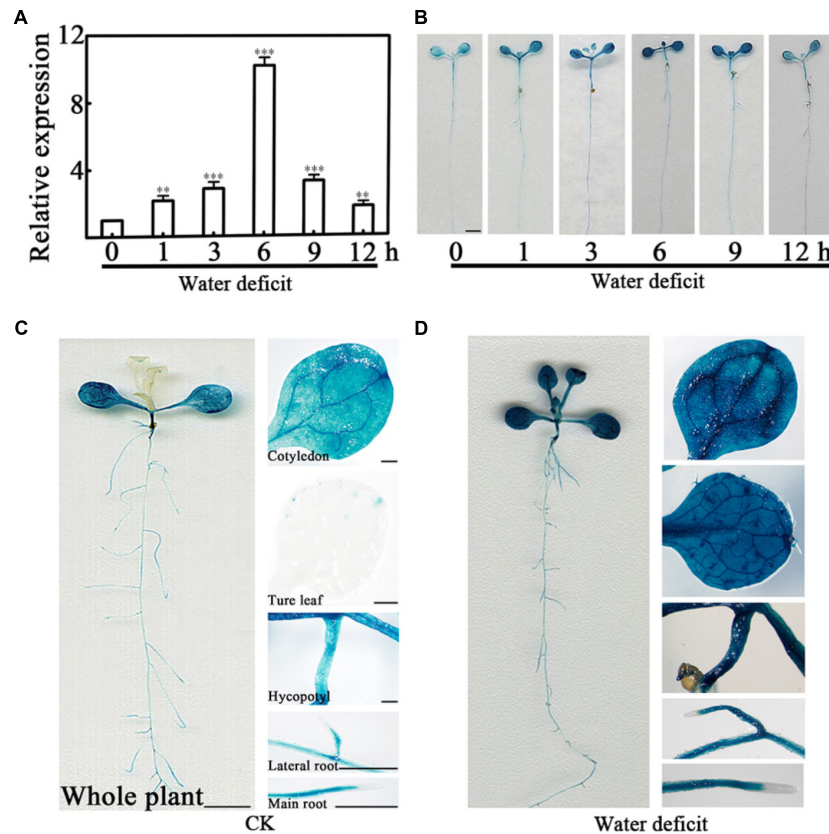 A
Relative expression
12
8
4
**
***
***
***
**
0 1 3 6 9 12 h
Water deficit
B
0 1 3 6 9 12 h
Water deficit
C
Cotyledon
Ture leaf
Hycopotyl
Lateral root
Main root
Whole plant
CK
D
Water deficit